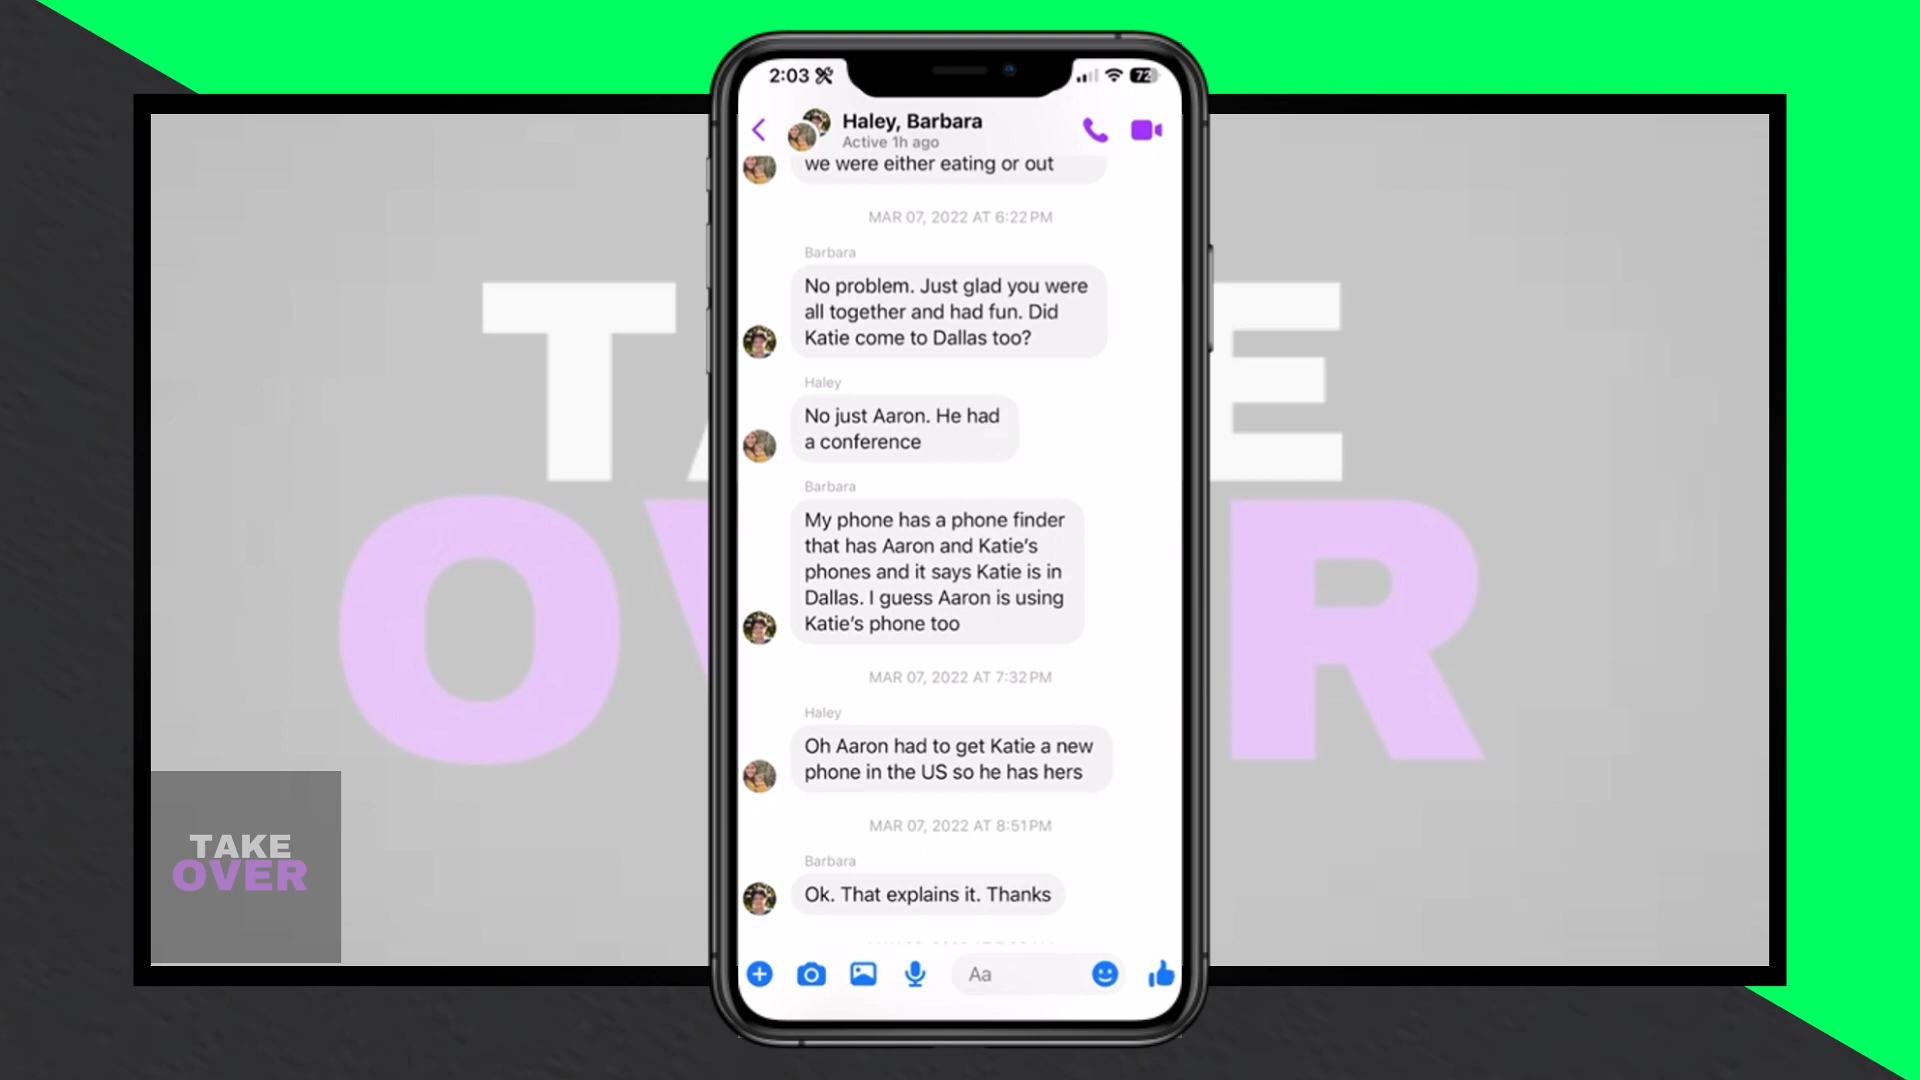 2:03
72
Haley, Barbara
Active 1h ago
we were either eating or out
MAR 07, 2022 AT 6:22 PM
Barbara
No problem. Just glad you were
all together and had fun. Did
Katie come to Dallas too?
Haley
No just Aaron. He had
a conference
Barbara
My phone has a phone finder
that has Aaron and Katie's
phones and it says Katie is in
Dallas. I guess Aaron is using
Katie's phone too
MAR 07, 2022 AT 7:32 PM
Haley
Oh Aaron had to get Katie a new
phone in the US so he has hers
MAR 07, 2022 AT 8:51 PM
Barbara
Ok. That explains it. Thanks
Aa
TAKE
OVER